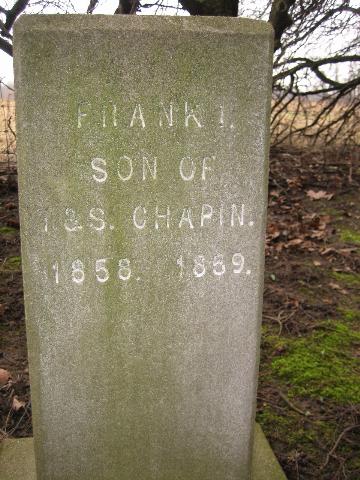 FRANK I.
SON OF
I & S. CHAPIN.
1858. 1889.